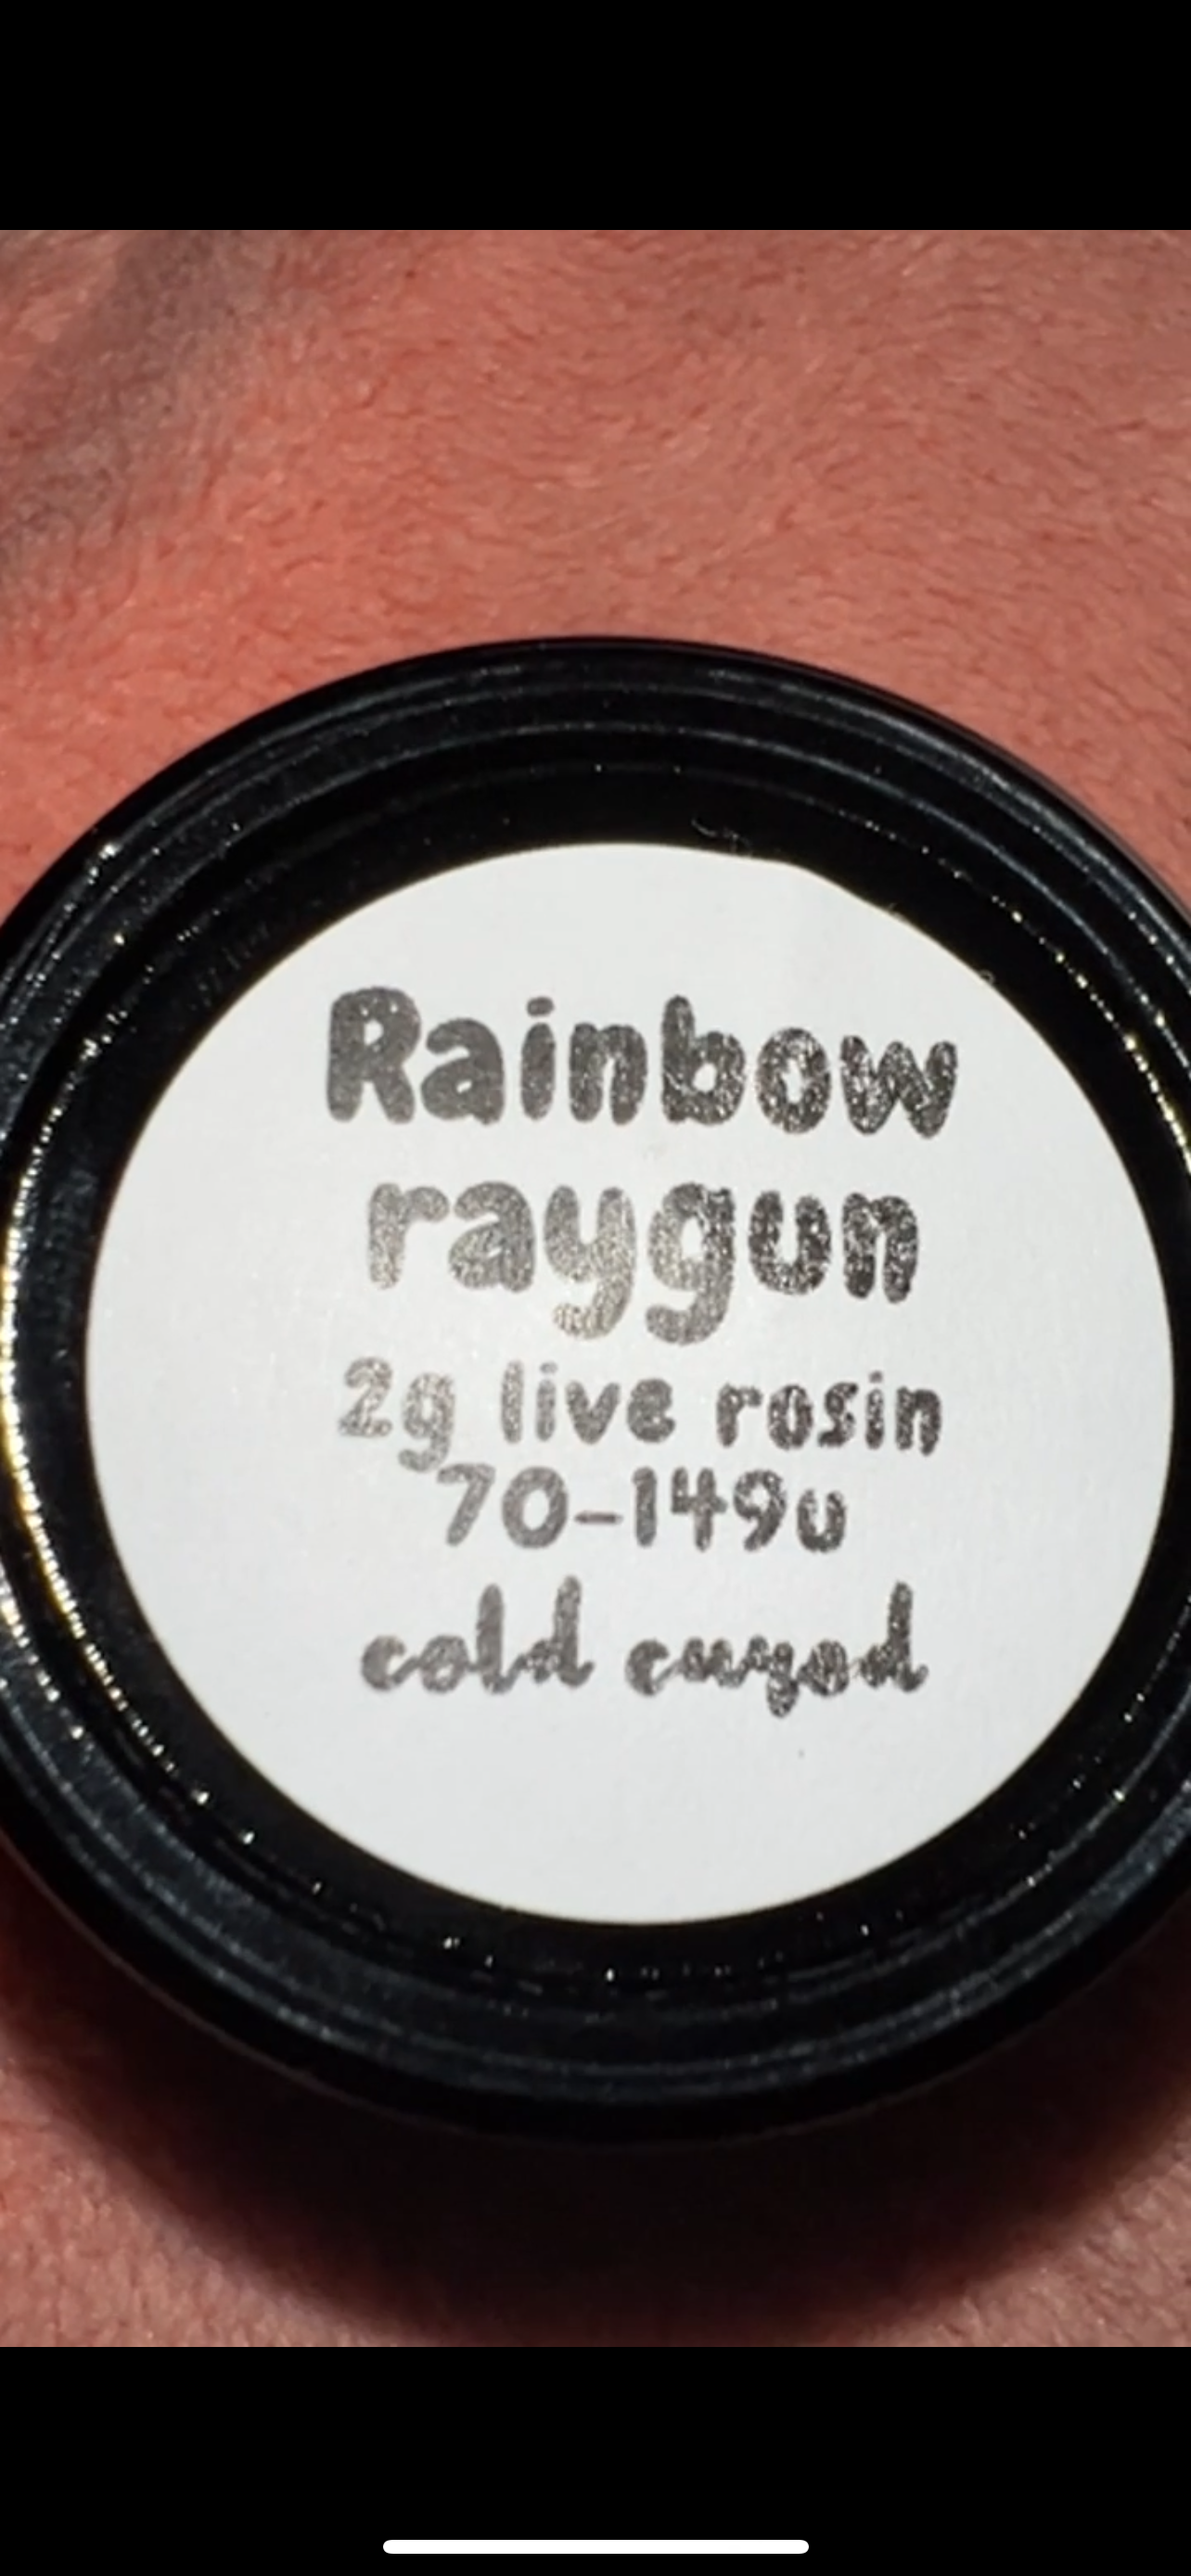 Rainbow
raygun
2g live rosin
70-149u
cold cured